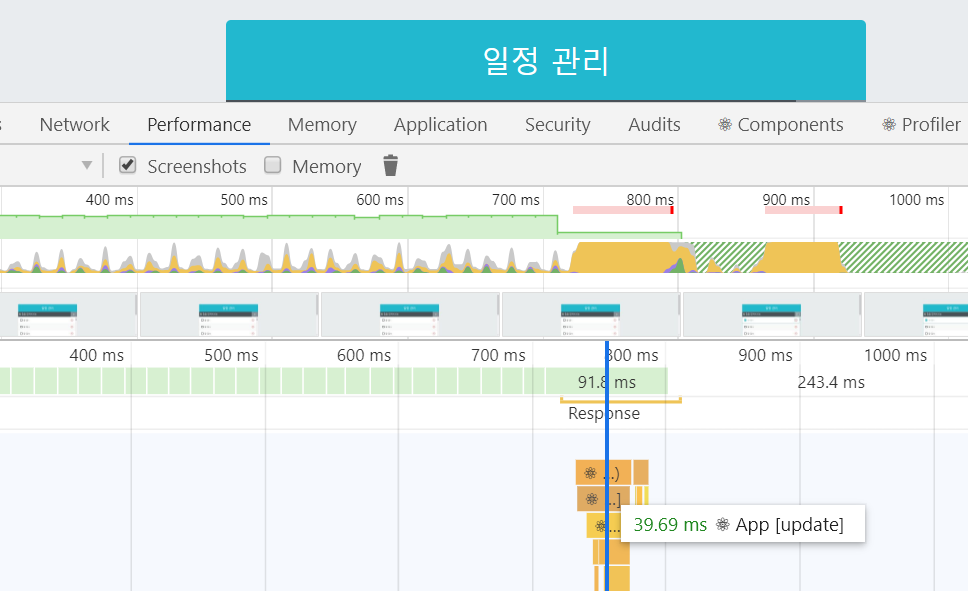 일정 관리
Network Performance Memory Application Security Audits Components Profiler
Screenshots Memory
400 ms 500 ms 600 ms 700 ms 800 ms 900 ms 1000 ms
400 ms 500 ms 600 ms 700 ms 800 ms 900 ms 1000 ms
91.8 ms 243.4 ms
Response
...)
...]
...
39.69 ms App [update]